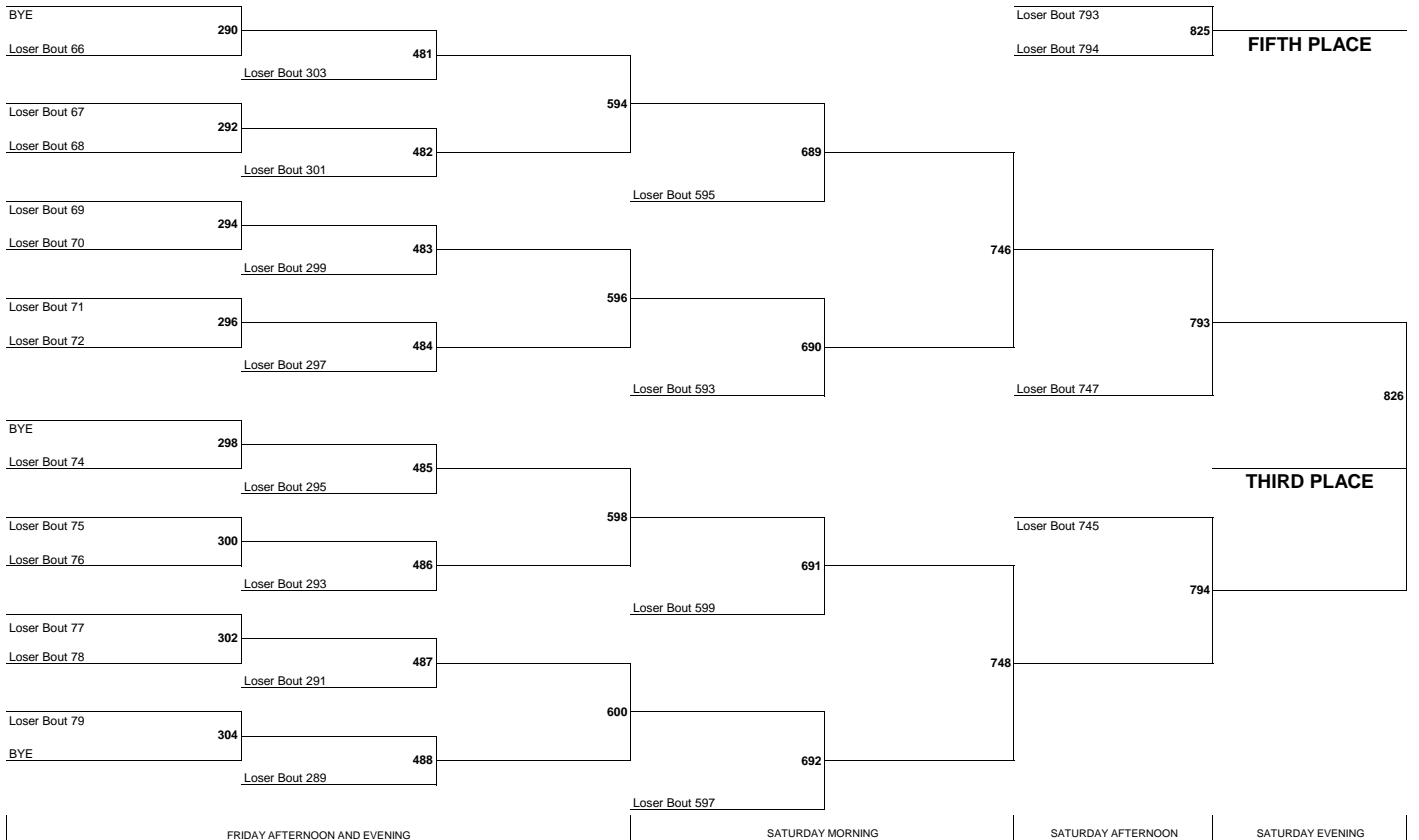 BYE
290
Loser Bout 66
481
Loser Bout 303
594
Loser Bout 67
292
Loser Bout 68
482
Loser Bout 301
689
Loser Bout 595
Loser Bout 69
294
Loser Bout 70
483
Loser Bout 299
596
746
Loser Bout 71
296
Loser Bout 72
484
Loser Bout 297
690
Loser Bout 593
793
Loser Bout 747
826
BYE
298
Loser Bout 74
485
Loser Bout 295
598
Loser Bout 75
300
Loser Bout 76
486
Loser Bout 293
691
Loser Bout 599
Loser Bout 77
302
Loser Bout 78
487
Loser Bout 291
600
748
Loser Bout 79
304
BYE
488
Loser Bout 289
692
Loser Bout 597
Loser Bout 745
794
Loser Bout 793
825
Loser Bout 794
FIFTH PLACE
THIRD PLACE
FRIDAY AFTERNOON AND EVENING
SATURDAY MORNING
SATURDAY AFTERNOON
SATURDAY EVENING